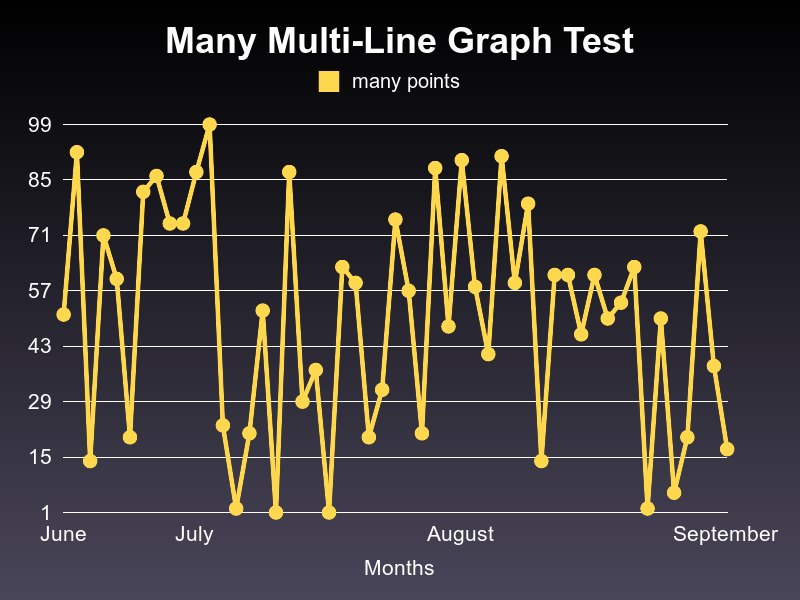 Many Multi-Line Graph Test
many points
99
85
71
57
43
29
15
1
June July August September
Months